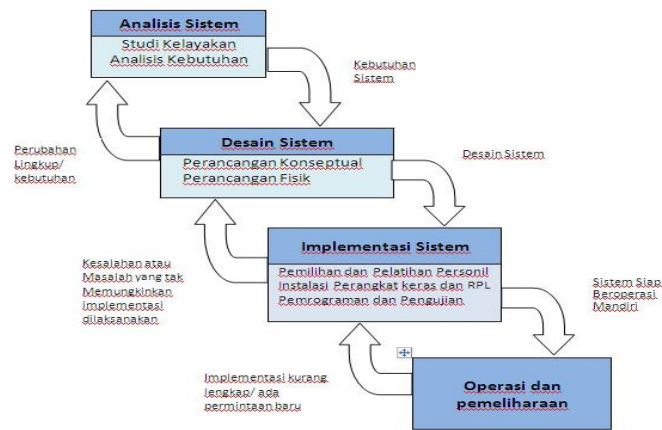 Analisis Sistem
Studi Kelayakan
Analisis Kebutuhan
Kebutuhan
Sistem
Perubahan
Lingkup/
kebutuhan
Desain Sistem
Perancangan Konseptual
Perancangan Fisik
Desain Sistem
Kesalahan atau
Masalah yang tak
Memungkinkan
implementasi
dilaksanakan
Implementasi Sistem
Pemilihan dan Pelatihan Personil
Instalasi Perangkat keras dan RPL
Pemrograman dan Pengujian
Sistem Siap
Beroperasi
Mandiri
Implementasi kurang
lengkap/ ada
permintaan baru
Operasi dan
pemeliharaan